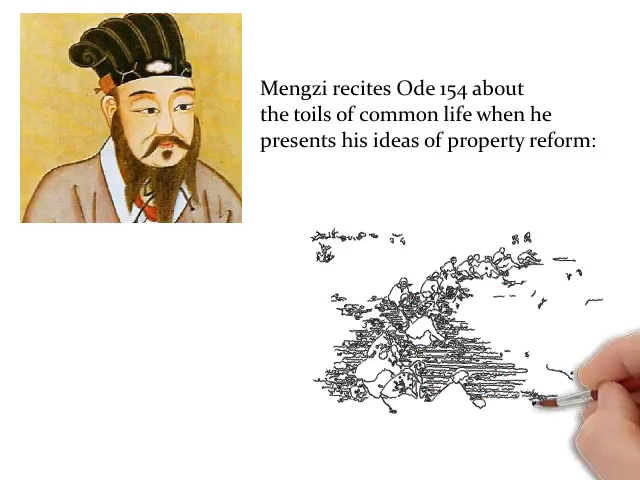 Mengzi recites Ode 154 about
the toils of common life when he
presents his ideas of property reform: